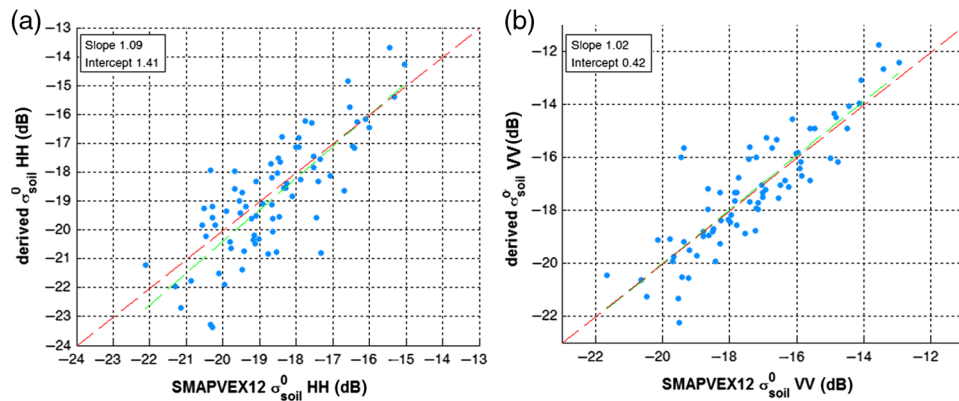 (a)
Slope 1.09
Intercept 1.41
−13
−14
−15
−16
−17
−18
−19
−20
−21
−22
−23
−24
derived σ⁰soil HH (dB)
−24 −23 −22 −21 −20 −19 −18 −17 −16 −15 −14 −13
SMAPVEX12 σ⁰soil HH (dB)
(b)
Slope 1.02
Intercept 0.42
−12
−14
−16
−18
−20
−22
derived σ⁰soil VV(dB)
−22 −20 −18 −16 −14 −12
SMAPVEX12 σ⁰soil VV (dB)